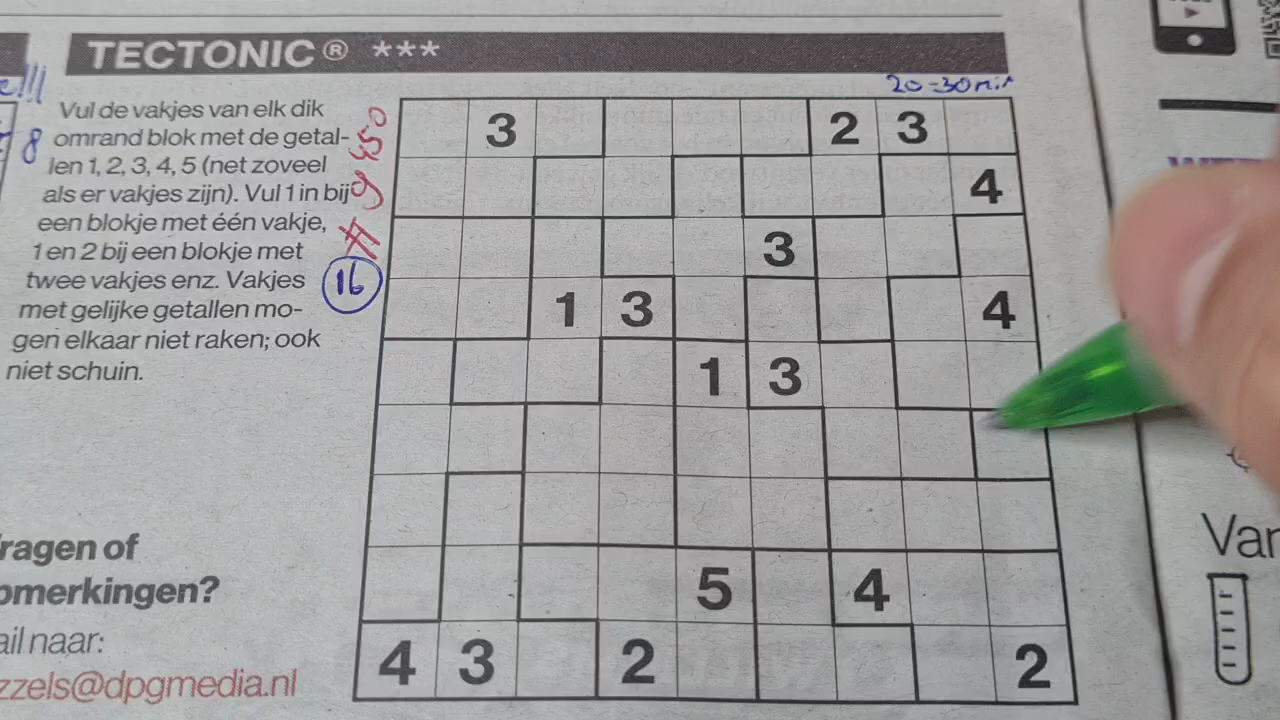 TECTONIC® ***
20-30min
Vul de vakjes van elk dik
omrand blok met de getal-
len 1, 2, 3, 4, 5 (net zoveel
als er vakjes zijn). Vul 1 in bij
een blokje met één vakje,
1 en 2 bij een blokje met
twee vakjes enz. Vakjes
met gelijke getallen mo-
gen elkaar niet raken; ook
niet schuin.
8
16
3 2 3
4
3
1 3 4
1 3
5 4
4 3 2 2
ragen of
pmerkingen?
ail naar:
zzels@dpgmedia.nl
Van